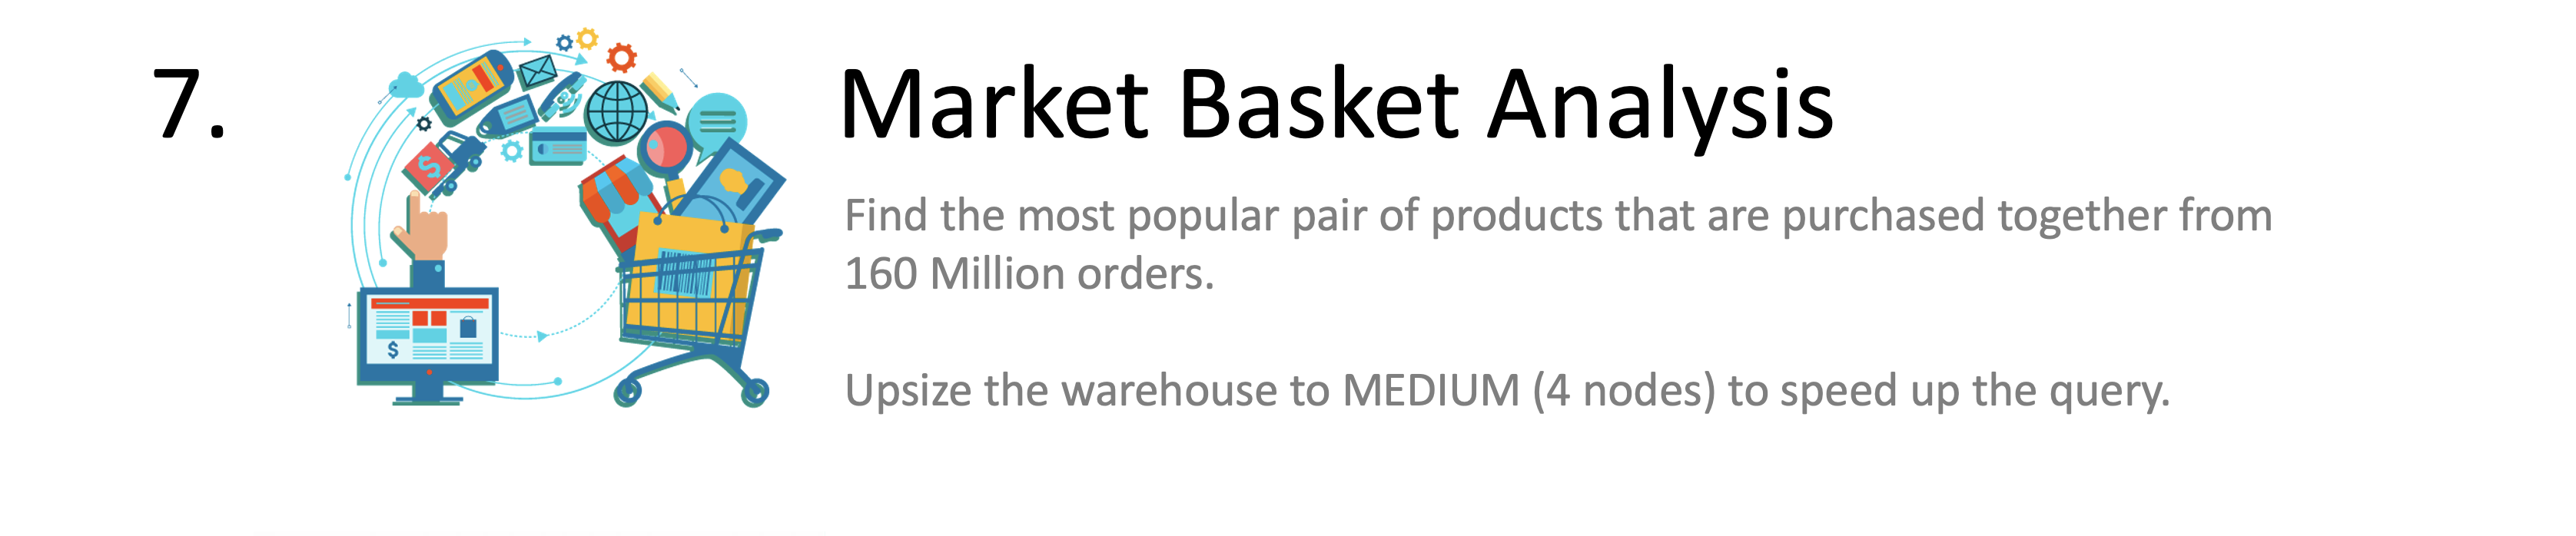 7.
Market Basket Analysis
Find the most popular pair of products that are purchased together from
160 Million orders.
Upsize the warehouse to MEDIUM (4 nodes) to speed up the query.
$
$